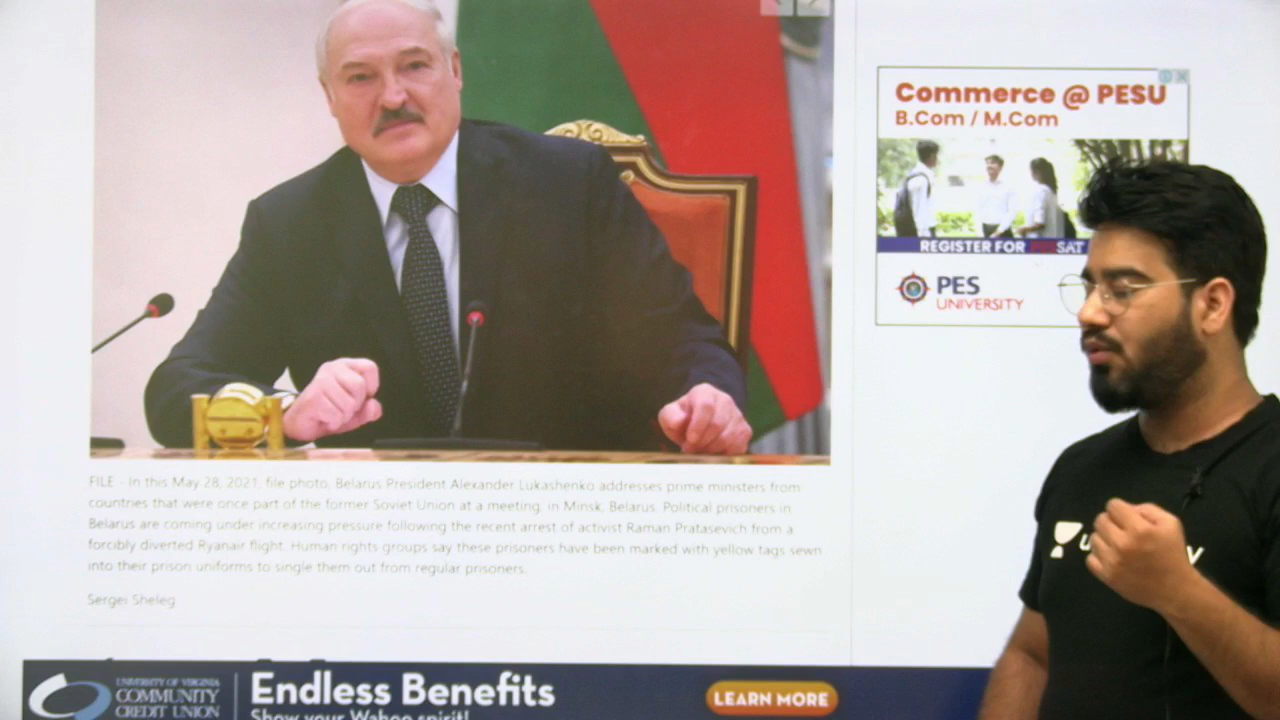 Commerce @ PESU
B.Com / M.Com
REGISTER FOR PESSAT
PES
UNIVERSITY
FILE - In this May 28, 2021, file photo, Belarus President Alexander Lukashenko addresses prime ministers from
countries that were once part of the former Soviet Union at a meeting, in Minsk, Belarus. Political prisoners in
Belarus are coming under increasing pressure following the recent arrest of activist Raman Pratasevich from a
forcibly diverted Ryanair flight. Human rights groups say these prisoners have been marked with yellow tags sewn
into their prison uniforms to single them out from regular prisoners.
Sergei Sheleg
UNIVERSITY OF VIRGINIA
COMMUNITY
CREDIT UNION
Endless Benefits
Show your Wahoo spirit!
LEARN MORE